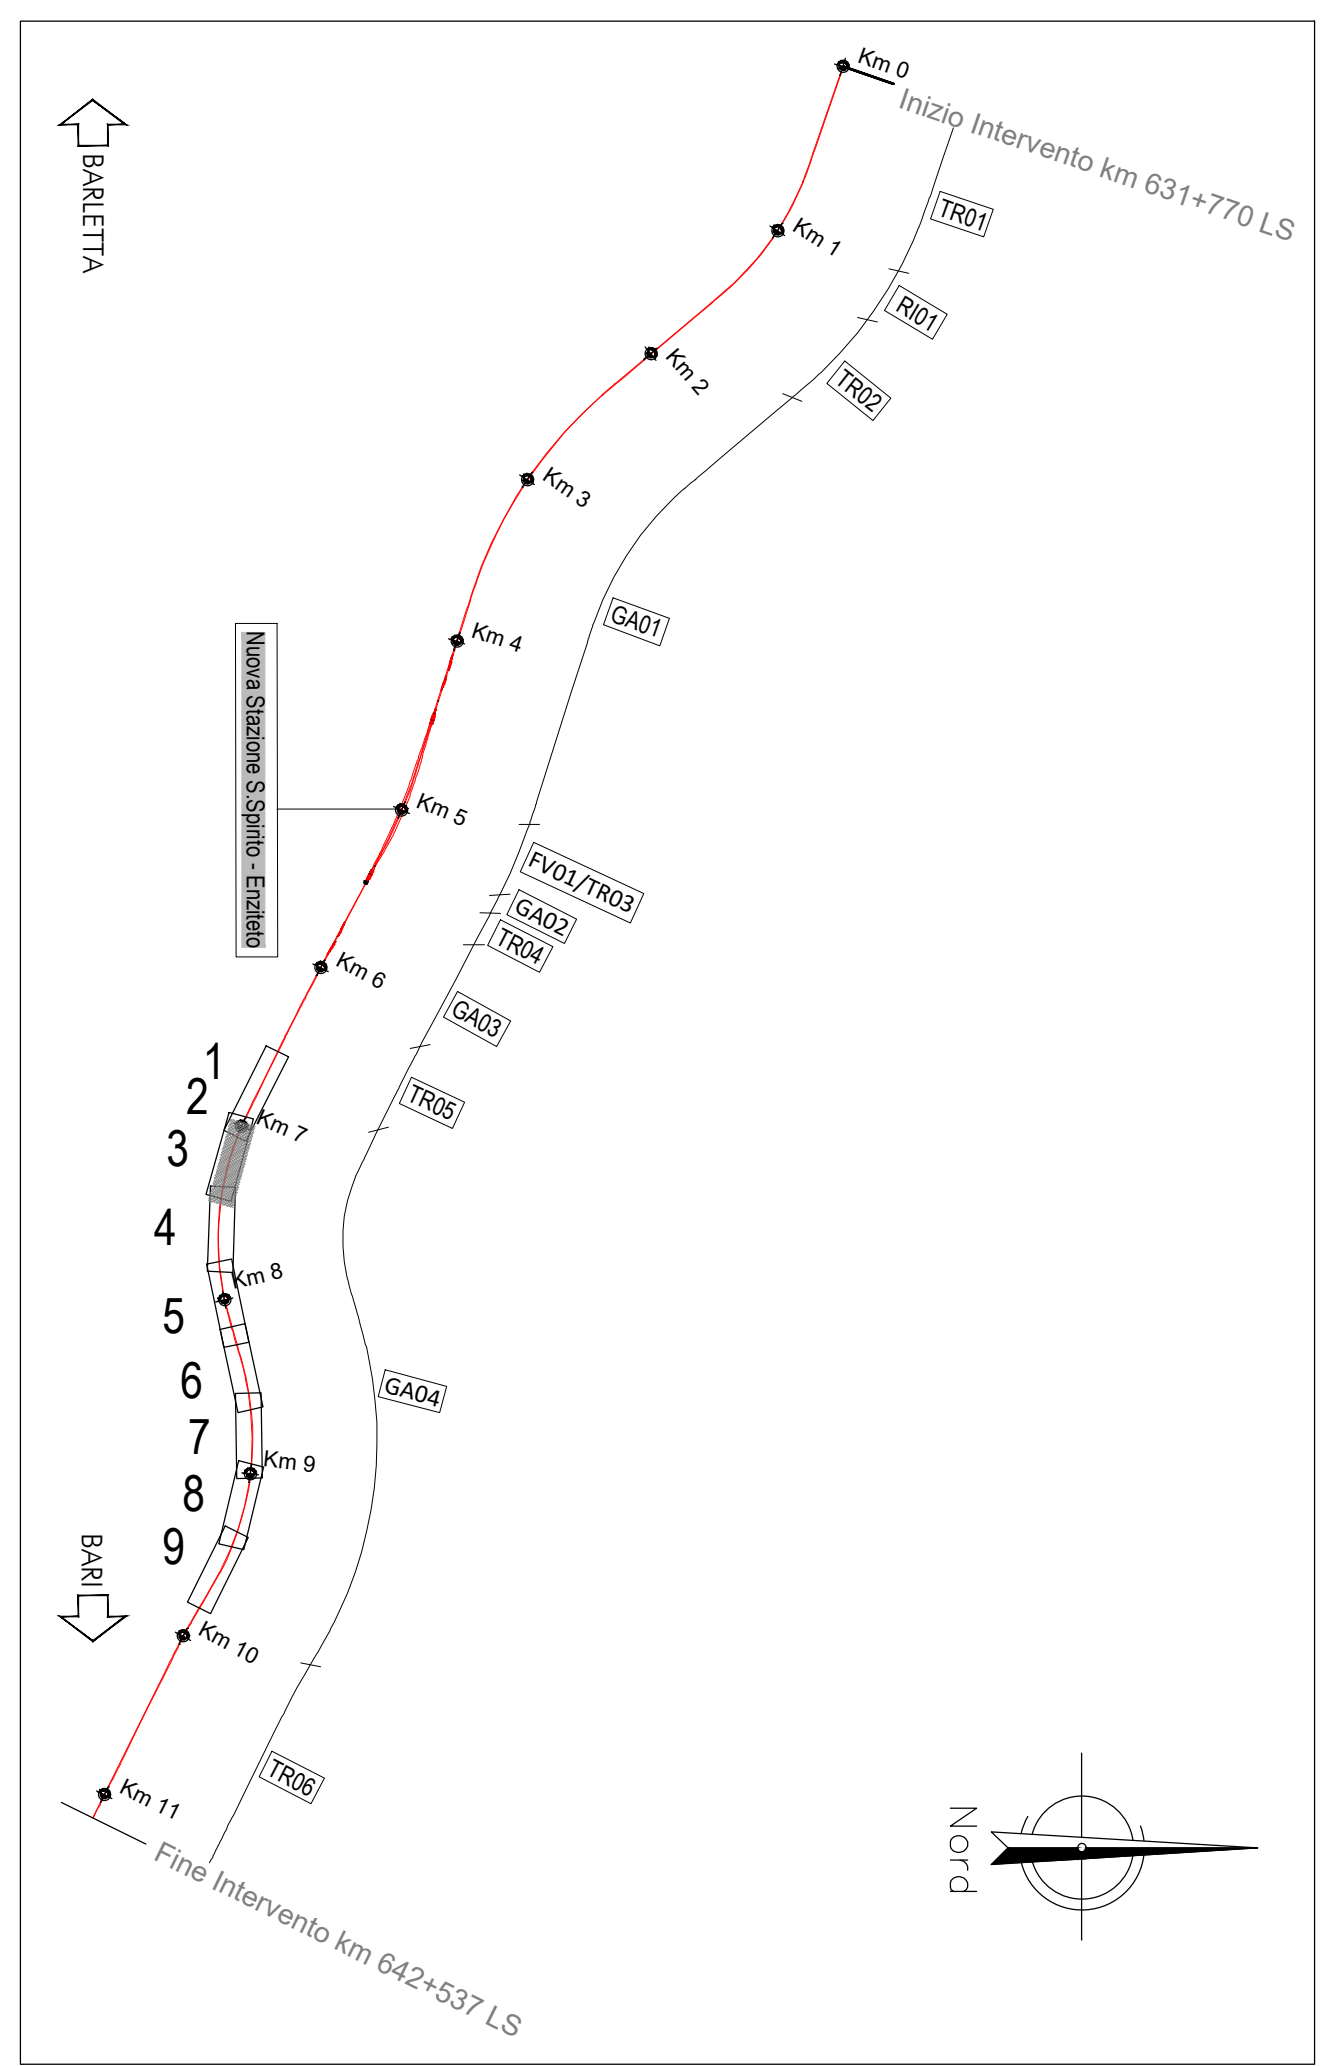 Km 0
Inizio Intervento km 631+770 LS
BARLETTA
TR01
Km 1
RI01
Km 2
TR02
Km 3
GA01
Km 4
Nuova Stazione S.Spirito - Enziteto
Km 5
FV01/TR03
GA02
TR04
Km 6
GA03
1
2
TR05
Km 7
3
4
Km 8
5
6
GA04
7
Km 9
8
9
BARI
Km 10
TR06
Km 11
Nord
Fine Intervento km 642+537 LS